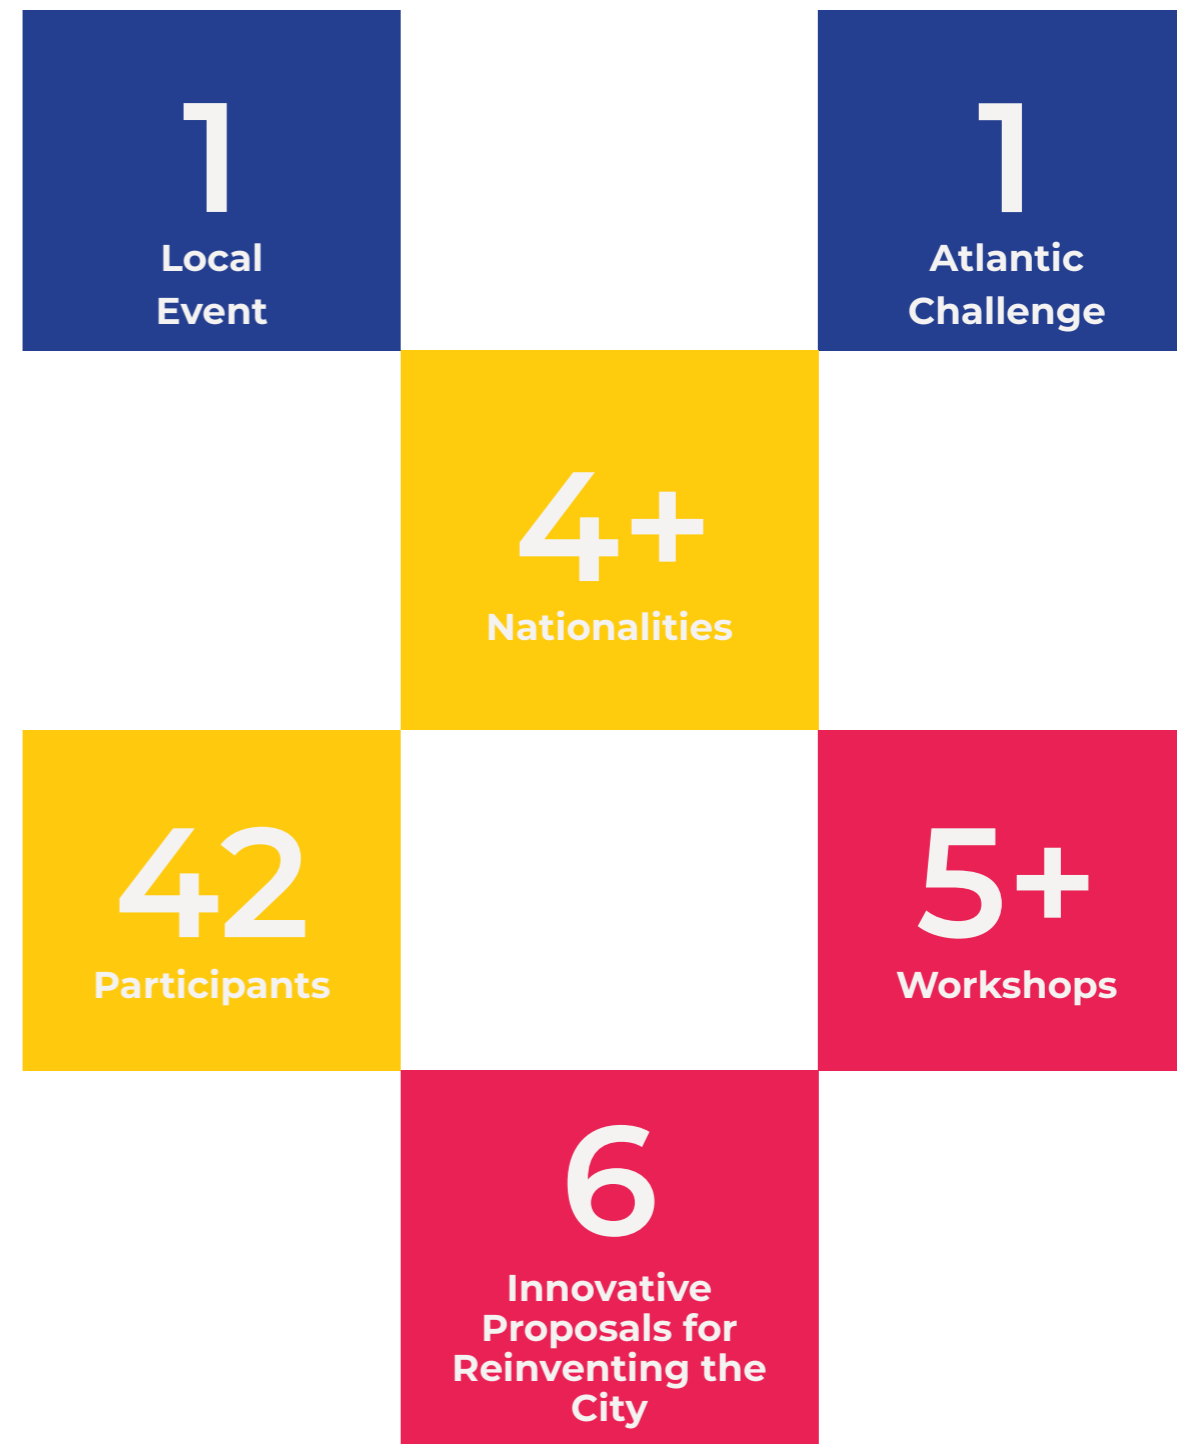 1
Local
Event
1
Atlantic
Challenge
4+
Nationalities
42
Participants
5+
Workshops
6
Innovative
Proposals for
Reinventing the
City